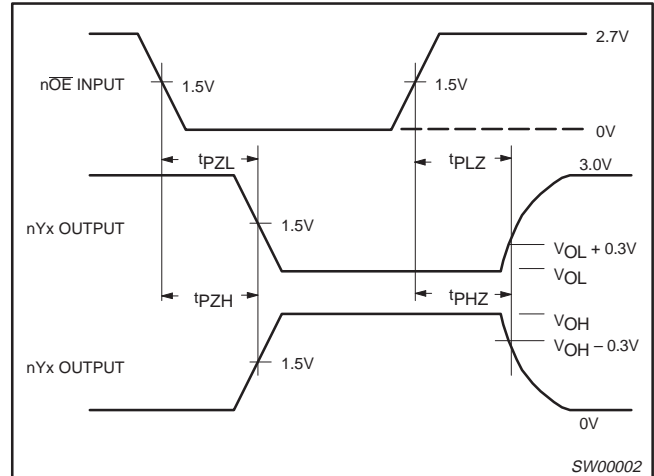 2.7V
nOE INPUT
1.5V
1.5V
0V
tPZL
tPLZ
3.0V
nYx OUTPUT
1.5V
VOL + 0.3V
VOL
tPZH
tPHZ
VOH
VOH – 0.3V
nYx OUTPUT
1.5V
0V
SW00002